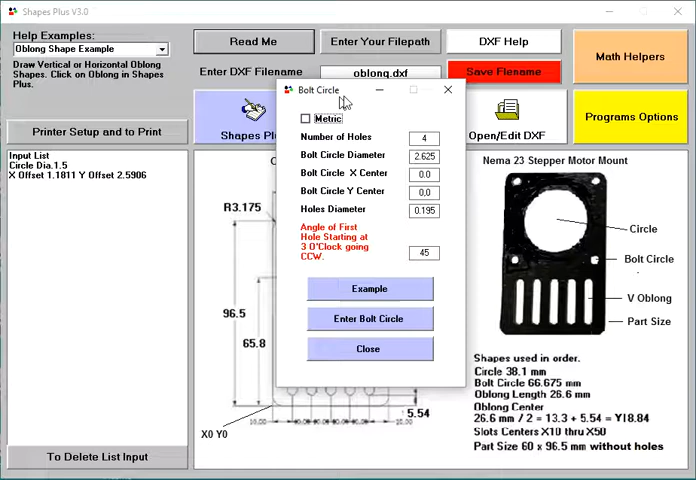 Shapes Plus V3.0
Help Examples:
Oblong Shape Example
Draw Vertical or Horizontal Oblong
Shapes. Click on Oblong in Shapes
Plus.
Read Me
Enter Your Filepath
DXF Help
Math Helpers
Enter DXF Filename
oblong.dxf
Save Flename
Printer Setup and to Print
Shapes Pl
Open/Edit DXF
Programs Options
Input List
Circle Dia.1.5
X Offset 1.1811 Y Offset 2.5906
Bolt Circle
Metric
Number of Holes
4
Bolt Circle Diameter
2.625
Bolt Circle X Center
0.0
Bolt Circle Y Center
0,0
Holes Diameter
0.195
Angle of First
Hole Starting at
3 O'Clock going
CCW.
45
Example
Enter Bolt Circle
Close
R3.175
96.5
65.8
5.54
X0 Y0
10.00
10.00
Nema 23 Stepper Motor Mount
Circle
Bolt Circle
V Oblong
Part Size
Shapes used in order.
Circle 38.1 mm
Bolt Circle 66.675 mm
Oblong Length 26.6 mm
Oblong Center
26.6 mm / 2 = 13.3 + 5.54 = Y18.84
Slots Centers X10 thru X50
Part Size 60 x 96.5 mm without holes
To Delete List Input